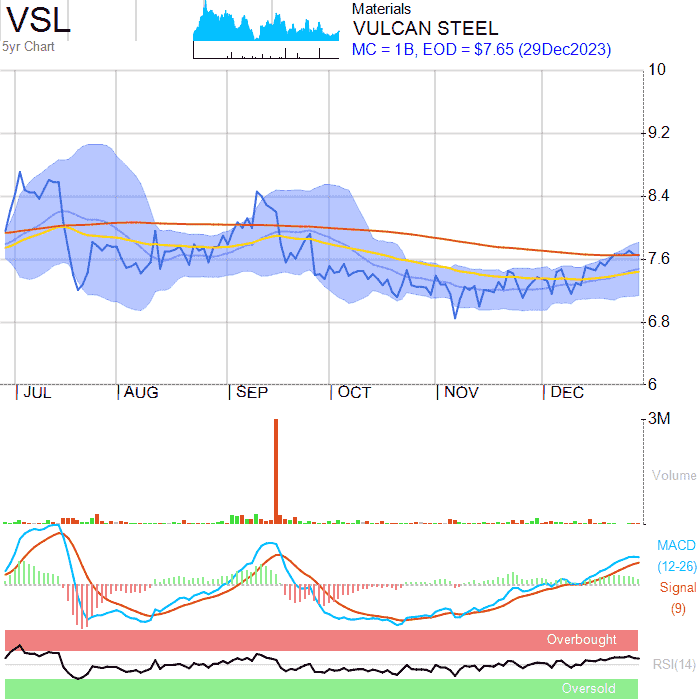 VSL
5yr Chart
Materials
VULCAN STEEL
MC = 1B, EOD = $7.65 (29Dec2023)
10
9.2
8.4
7.6
6.8
6
JUL AUG SEP OCT NOV DEC
3M
Volume
MACD
(12-26)
Signal
(9)
Overbought
RSI(14)
Oversold